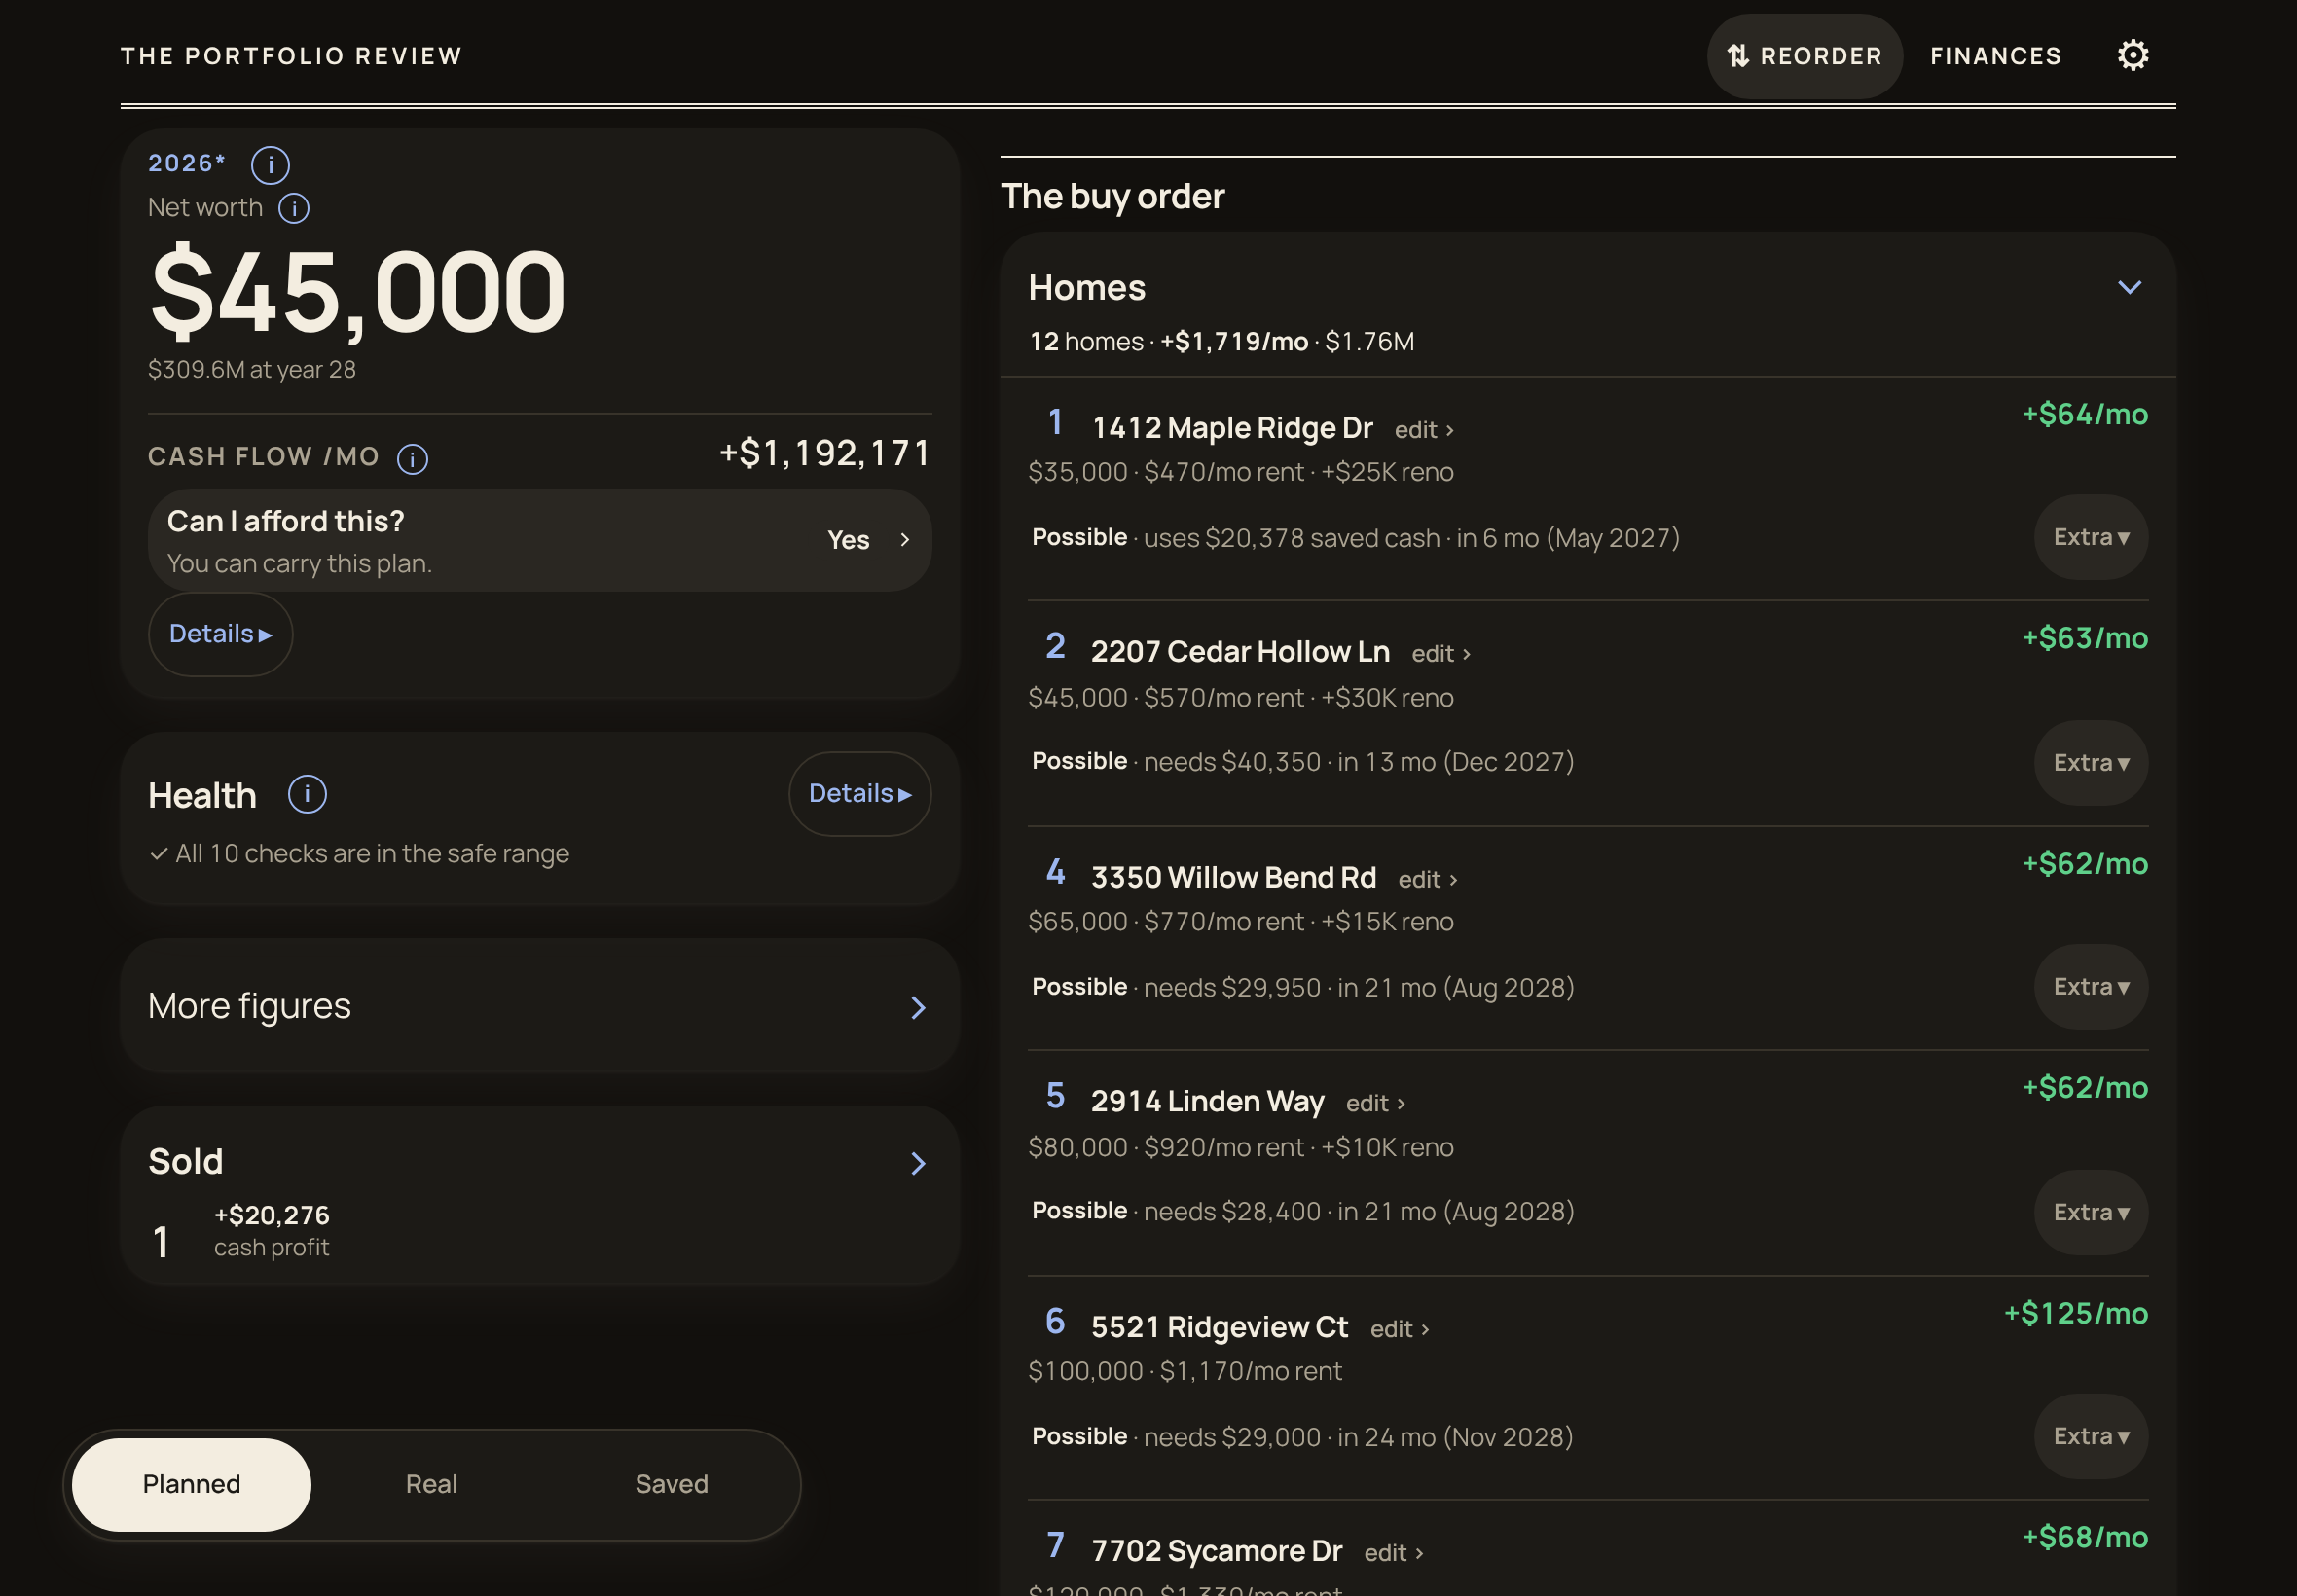 THE PORTFOLIO REVIEW
⇅ REORDER FINANCES ⚙
2026* i
Net worth i
$45,000
$309.6M at year 28
CASH FLOW /MO i +$1,192,171
Can I afford this?
You can carry this plan.
Yes ›
Details ▸
Health i
Details ▸
✓ All 10 checks are in the safe range
More figures
Sold
1
+$20,276
cash profit
Planned Real Saved
The buy order
Homes
12 homes · +$1,719/mo · $1.76M
1 1412 Maple Ridge Dr edit › +$64/mo
$35,000 · $470/mo rent · +$25K reno
Possible · uses $20,378 saved cash · in 6 mo (May 2027) Extra ▾
2 2207 Cedar Hollow Ln edit › +$63/mo
$45,000 · $570/mo rent · +$30K reno
Possible · needs $40,350 · in 13 mo (Dec 2027) Extra ▾
4 3350 Willow Bend Rd edit › +$62/mo
$65,000 · $770/mo rent · +$15K reno
Possible · needs $29,950 · in 21 mo (Aug 2028) Extra ▾
5 2914 Linden Way edit › +$62/mo
$80,000 · $920/mo rent · +$10K reno
Possible · needs $28,400 · in 21 mo (Aug 2028) Extra ▾
6 5521 Ridgeview Ct edit › +$125/mo
$100,000 · $1,170/mo rent
Possible · needs $29,000 · in 24 mo (Nov 2028) Extra ▾
7 7702 Sycamore Dr edit › +$68/mo